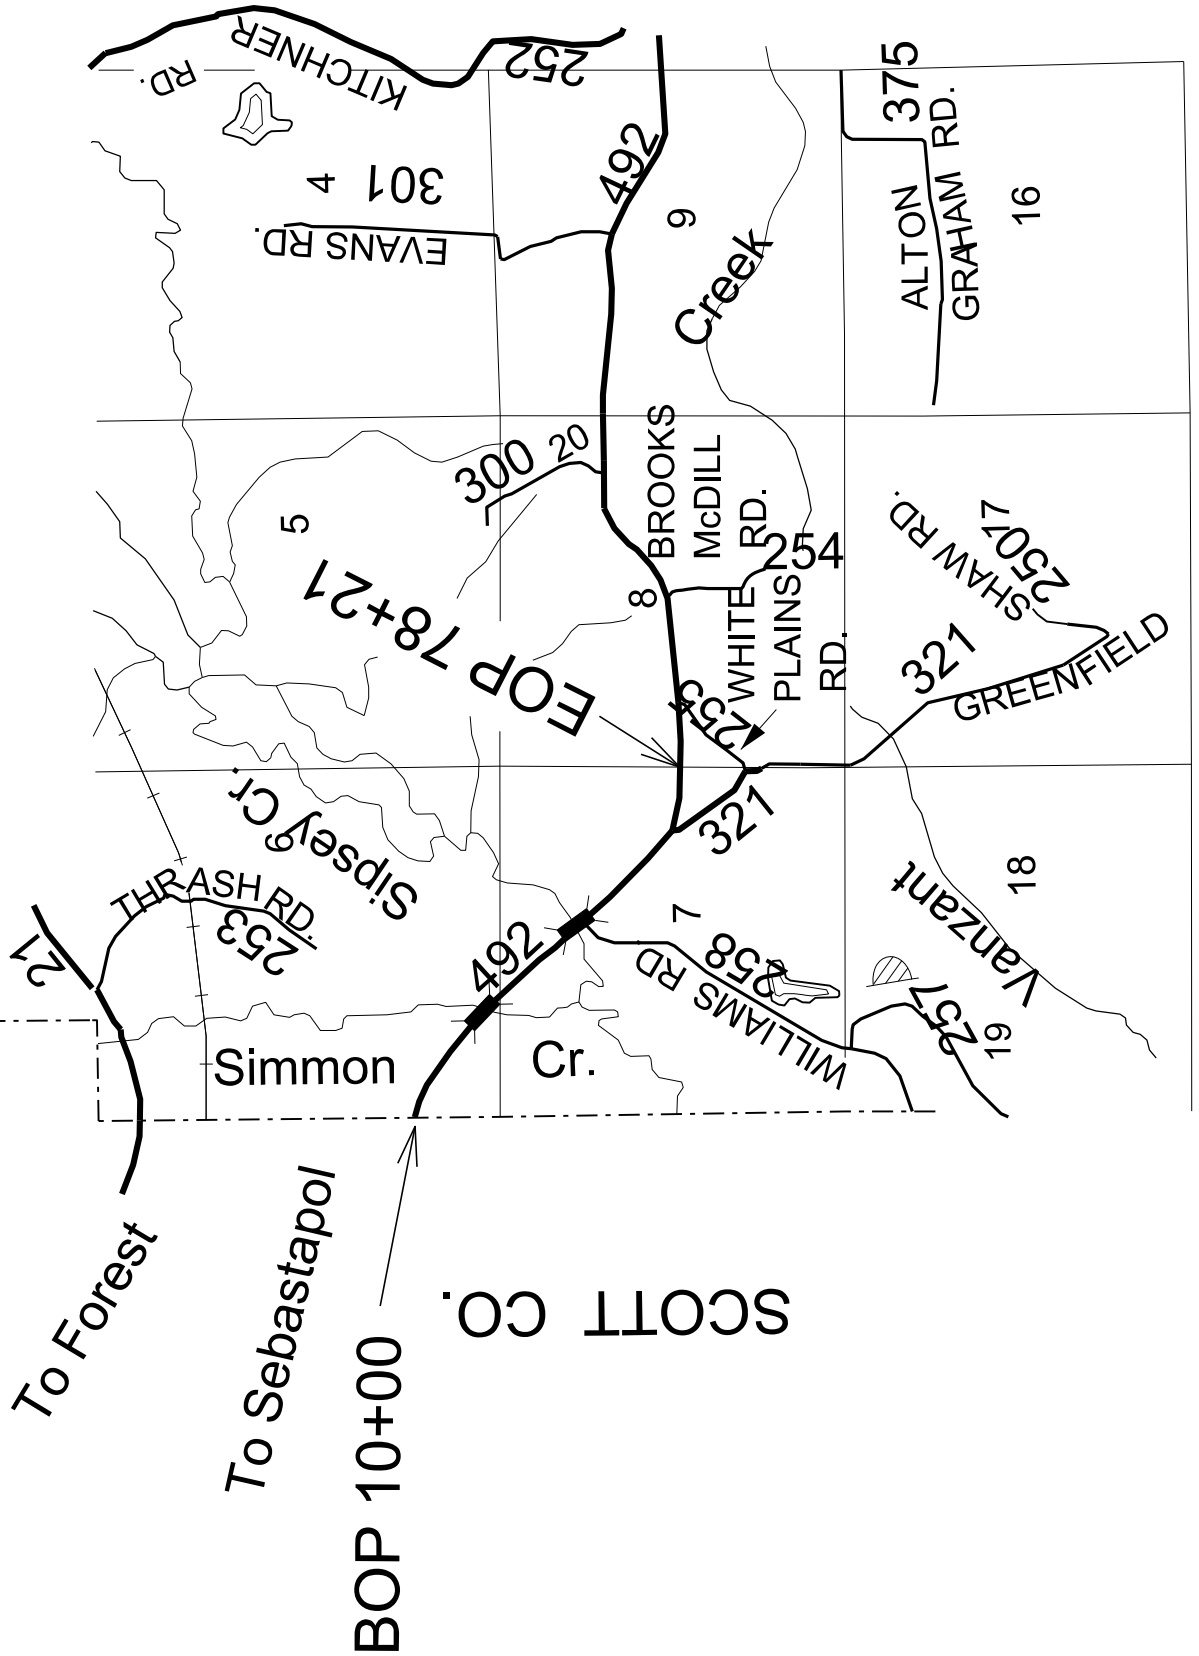 RD.
KITCHNER
252
4
301
EVANS RD.
492
9
Creek
375
ALTON
GRAHAM RD.
16
5
300
20
EOP 78+21
8
BROOKS
McDILL
RD.
254
WHITE
PLAINS
RD.
255
17
250
SHAW RD.
321
GREENFIELD
321
6
Sipsey Cr.
THRASH RD.
253
21
492
7
258
WILLIAMS RD
18
Vanzant
257
19
Simmon Cr.
To Forest
To Sebastapol
BOP 10+00
SCOTT CO.